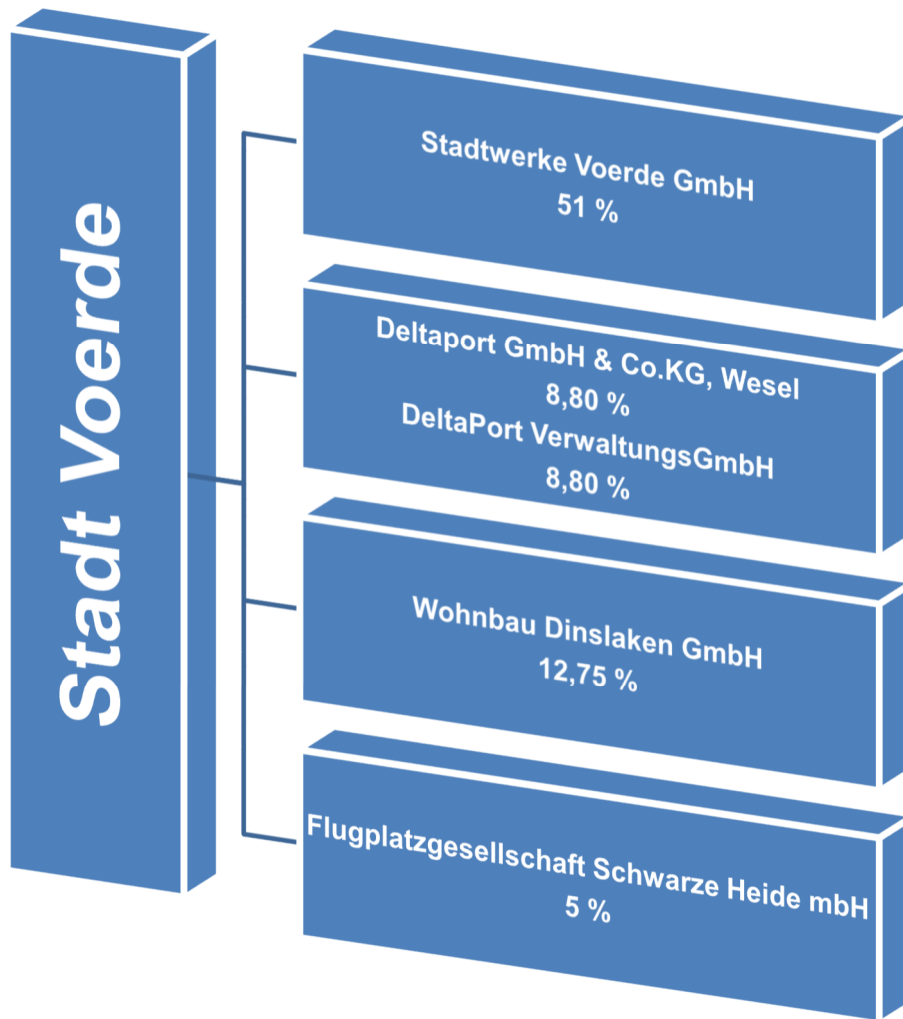 Stadt Voerde
Stadtwerke Voerde GmbH
51 %
Deltaport GmbH & Co.KG, Wesel
8,80 %
DeltaPort VerwaltungsGmbH
8,80 %
Wohnbau Dinslaken GmbH
12,75 %
Flugplatzgesellschaft Schwarze Heide mbH
5 %